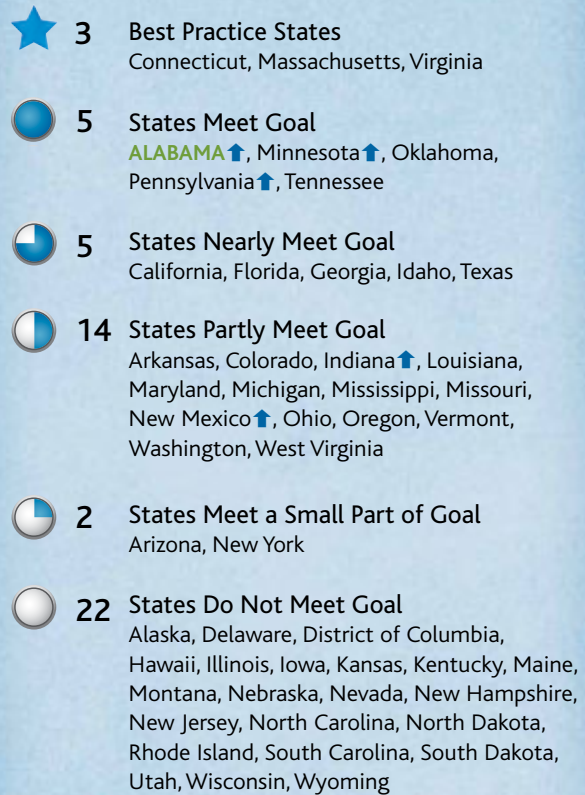 3 Best Practice States
Connecticut, Massachusetts, Virginia
5 States Meet Goal
ALABAMA⬆, Minnesota⬆, Oklahoma,
Pennsylvania⬆, Tennessee
5 States Nearly Meet Goal
California, Florida, Georgia, Idaho, Texas
14 States Partly Meet Goal
Arkansas, Colorado, Indiana⬆, Louisiana,
Maryland, Michigan, Mississippi, Missouri,
New Mexico⬆, Ohio, Oregon, Vermont,
Washington, West Virginia
2 States Meet a Small Part of Goal
Arizona, New York
22 States Do Not Meet Goal
Alaska, Delaware, District of Columbia,
Hawaii, Illinois, Iowa, Kansas, Kentucky, Maine,
Montana, Nebraska, Nevada, New Hampshire,
New Jersey, North Carolina, North Dakota,
Rhode Island, South Carolina, South Dakota,
Utah, Wisconsin, Wyoming